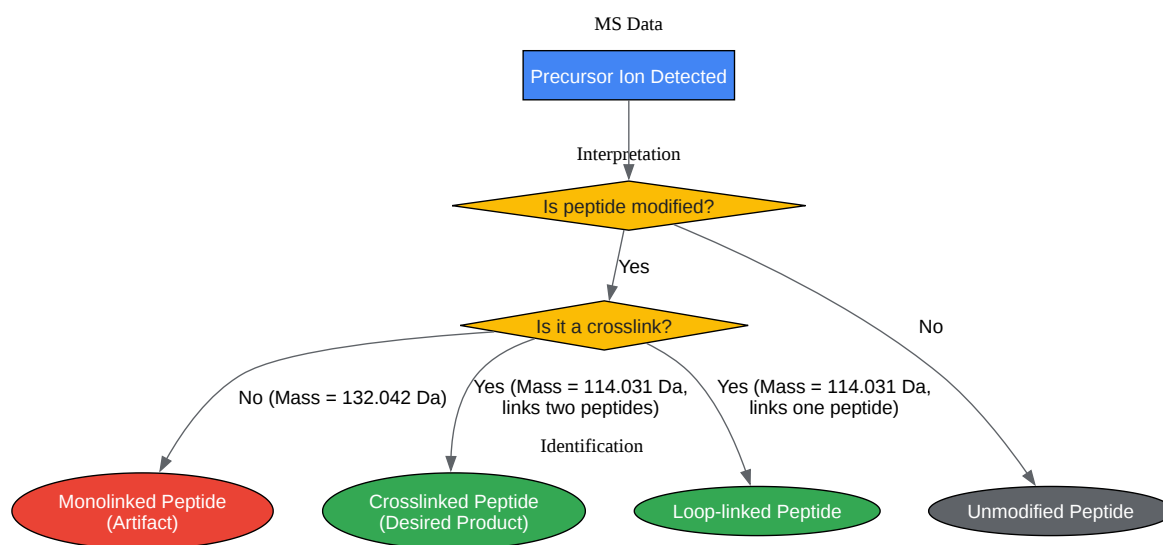 MS Data
Precursor Ion Detected
Interpretation
Is peptide modified?
Yes
Is it a crosslink?
No
No (Mass = 132.042 Da)
Yes (Mass = 114.031 Da,
links two peptides)
Yes (Mass = 114.031 Da,
links one peptide)
Identification
Monolinked Peptide
(Artifact)
Crosslinked Peptide
(Desired Product)
Loop-linked Peptide
Unmodified Peptide